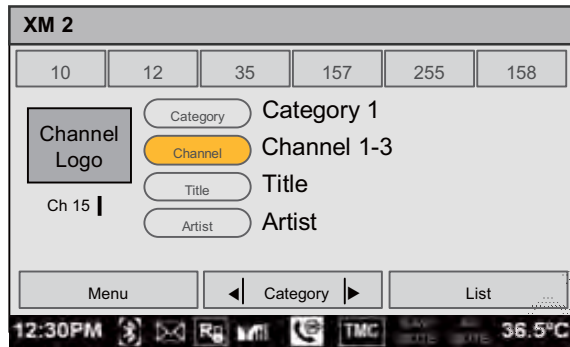 XM 2
10 12 35 157 255 158
Category Category 1
Channel Logo
Channel Channel 1-3
Title Title
Ch 15
Artist Artist
Menu Category List
12:30PM TMC 36.5°C